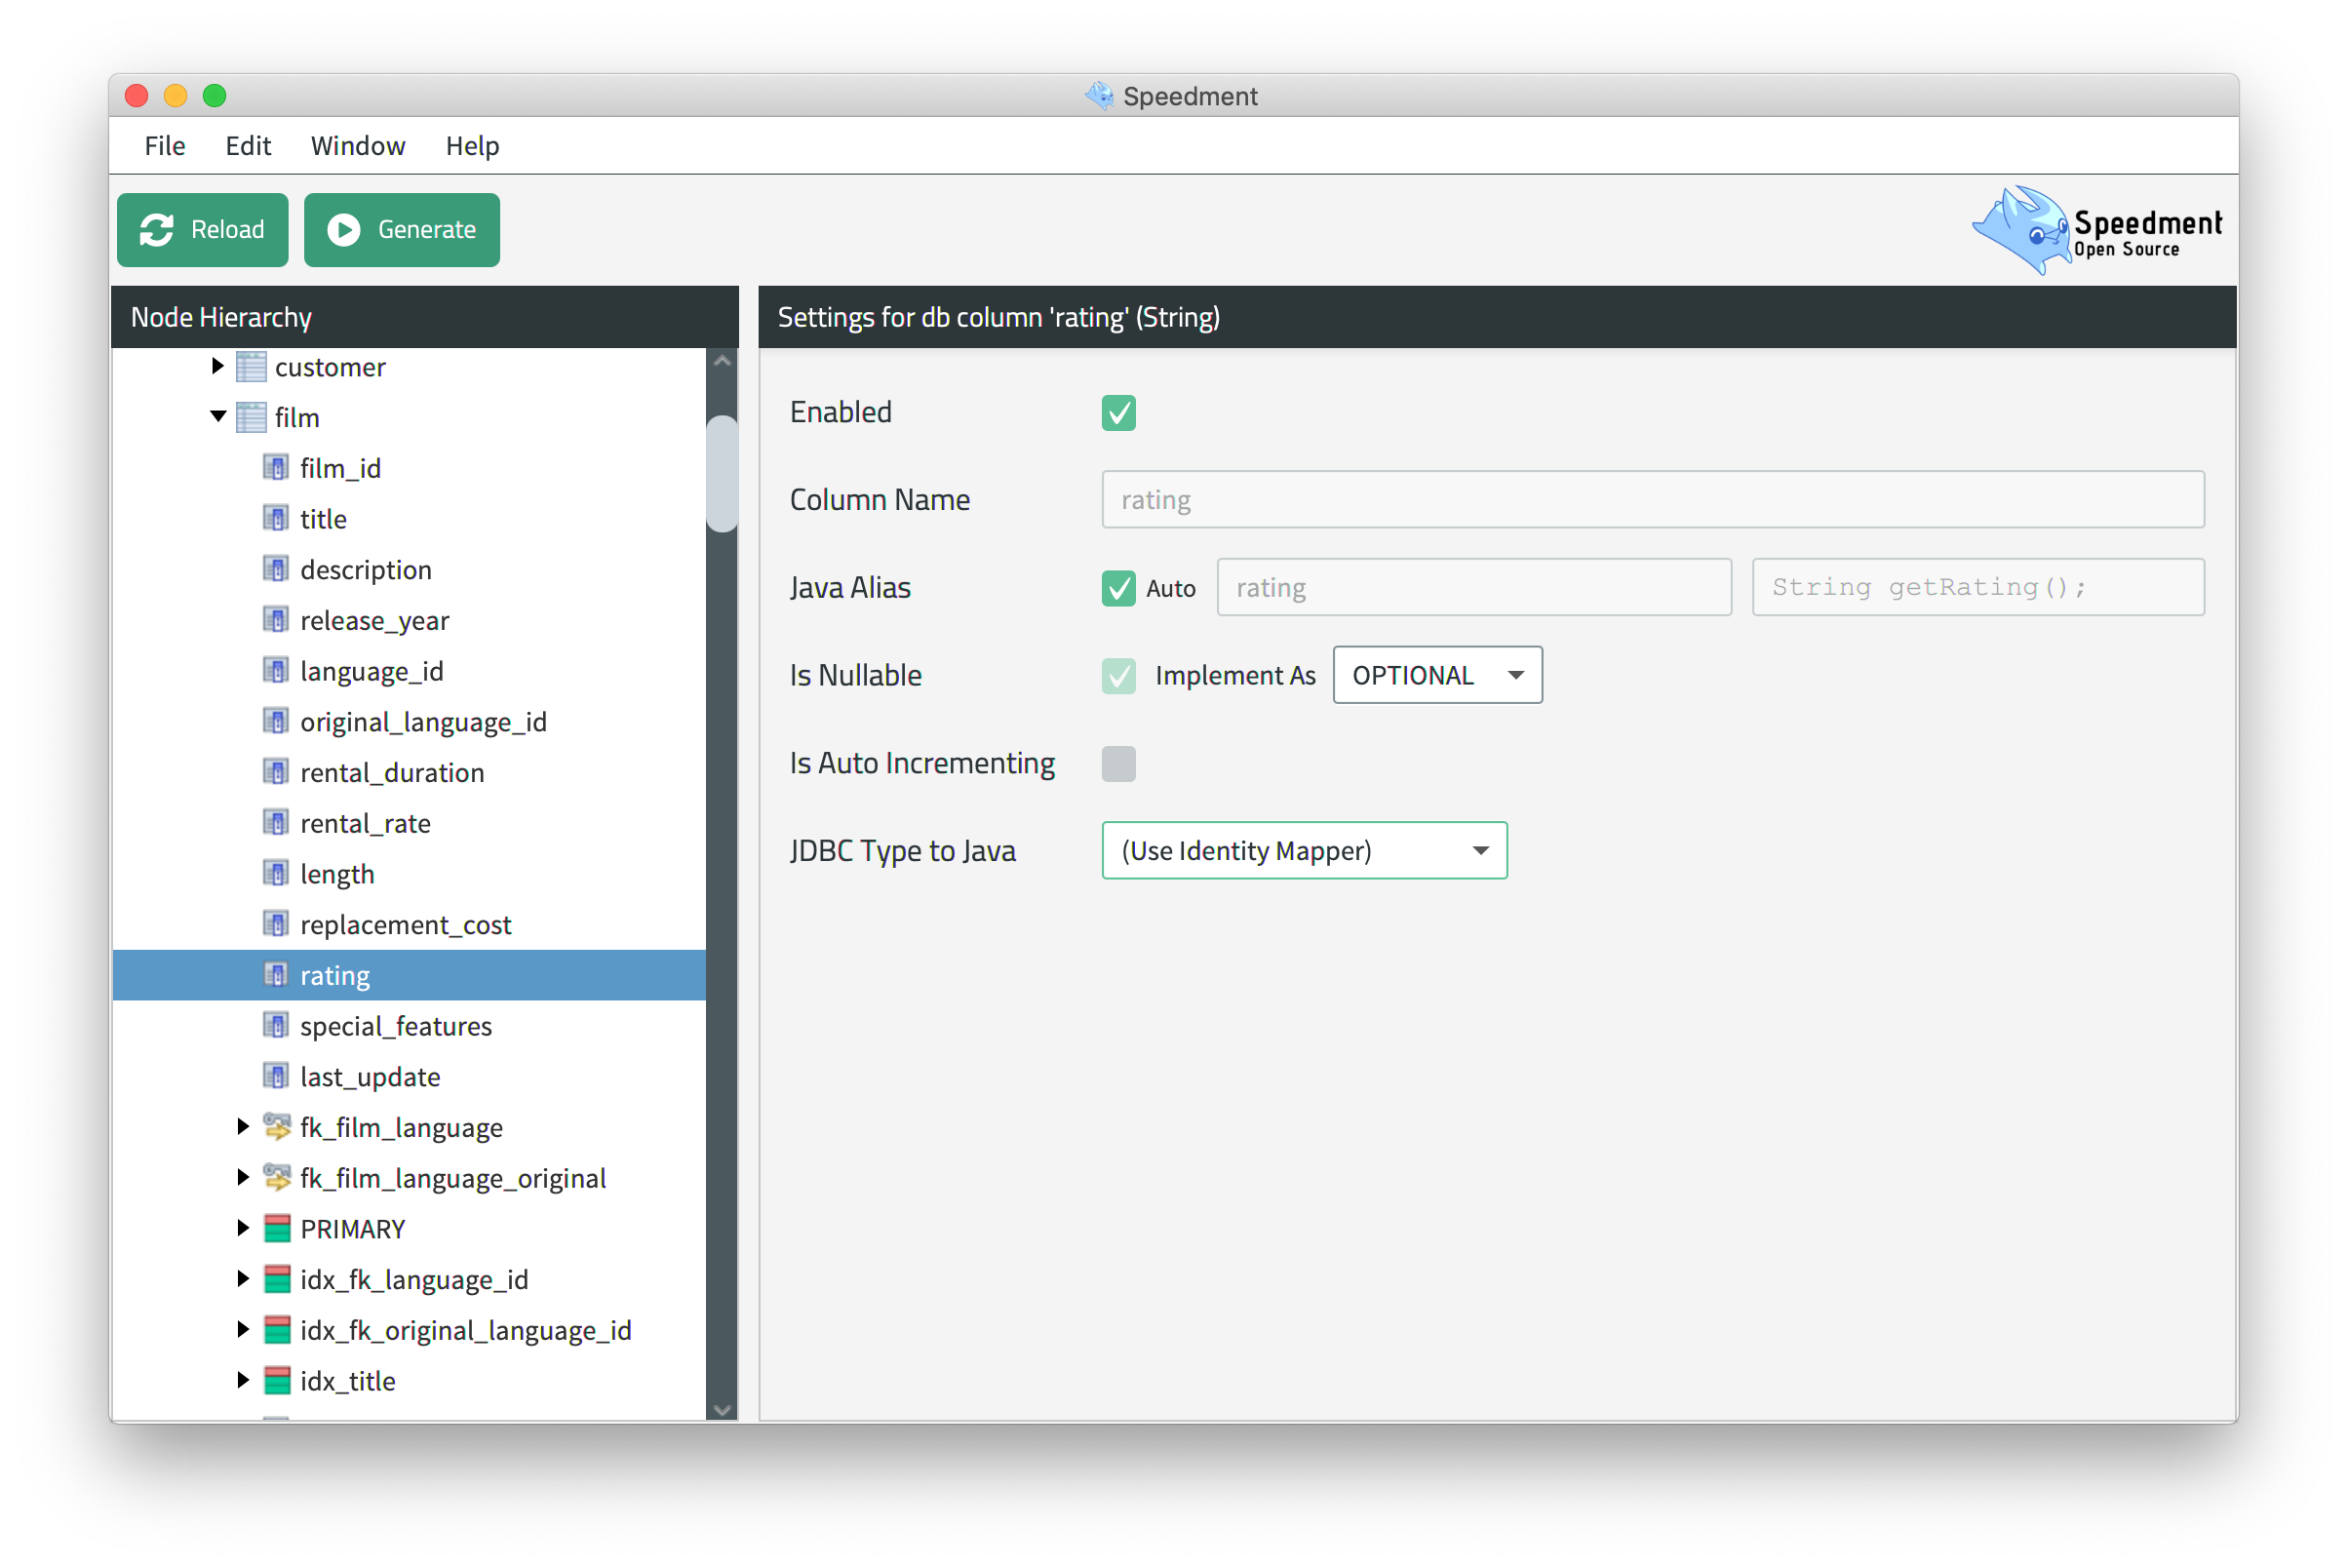 Speedment
File Edit Window Help
Reload Generate
Speedment
Open Source
Node Hierarchy
customer
film
film_id
title
description
release_year
language_id
original_language_id
rental_duration
rental_rate
length
replacement_cost
rating
special_features
last_update
fk_film_language
fk_film_language_original
PRIMARY
idx_fk_language_id
idx_fk_original_language_id
idx_title
Settings for db column 'rating' (String)
Enabled
Column Name rating
Java Alias Auto rating String getRating();
Is Nullable Implement As OPTIONAL
Is Auto Incrementing
JDBC Type to Java (Use Identity Mapper)